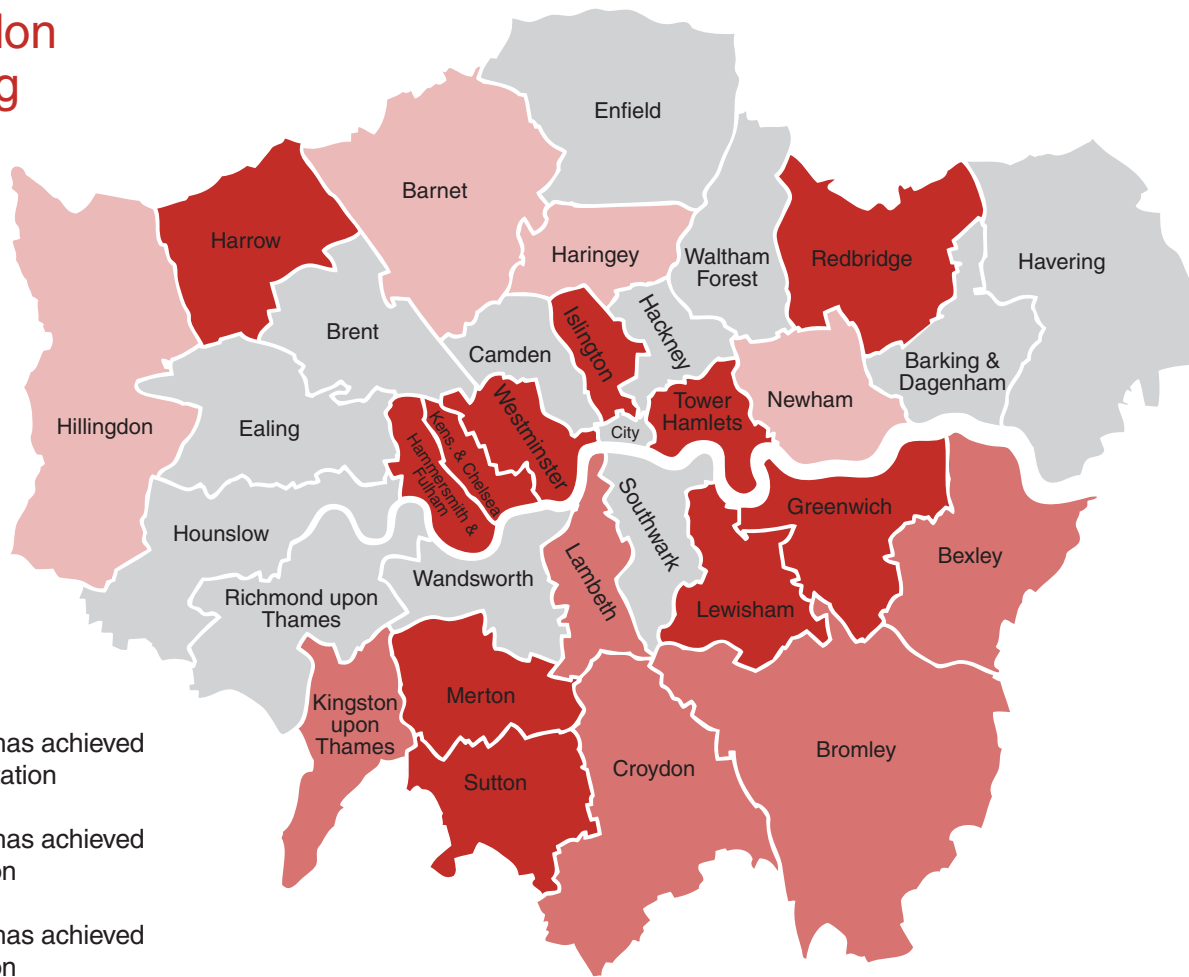 don
g
Enfield
Barnet
Harrow
Haringey
Waltham
Forest
Redbridge
Havering
Brent
Camden
Islington
Hackney
Barking &
Dagenham
Hillingdon
Ealing
Westminster
Tower
Hamlets
Newham
City
Kens. & Chelsea
Hammersmith &
Fulham
Hounslow
Southwark
Greenwich
Bexley
Richmond upon
Thames
Wandsworth
Lambeth
Lewisham
Kingston
upon
Thames
Merton
Sutton
Croydon
Bromley
has achieved
ation
has achieved
on
has achieved
on